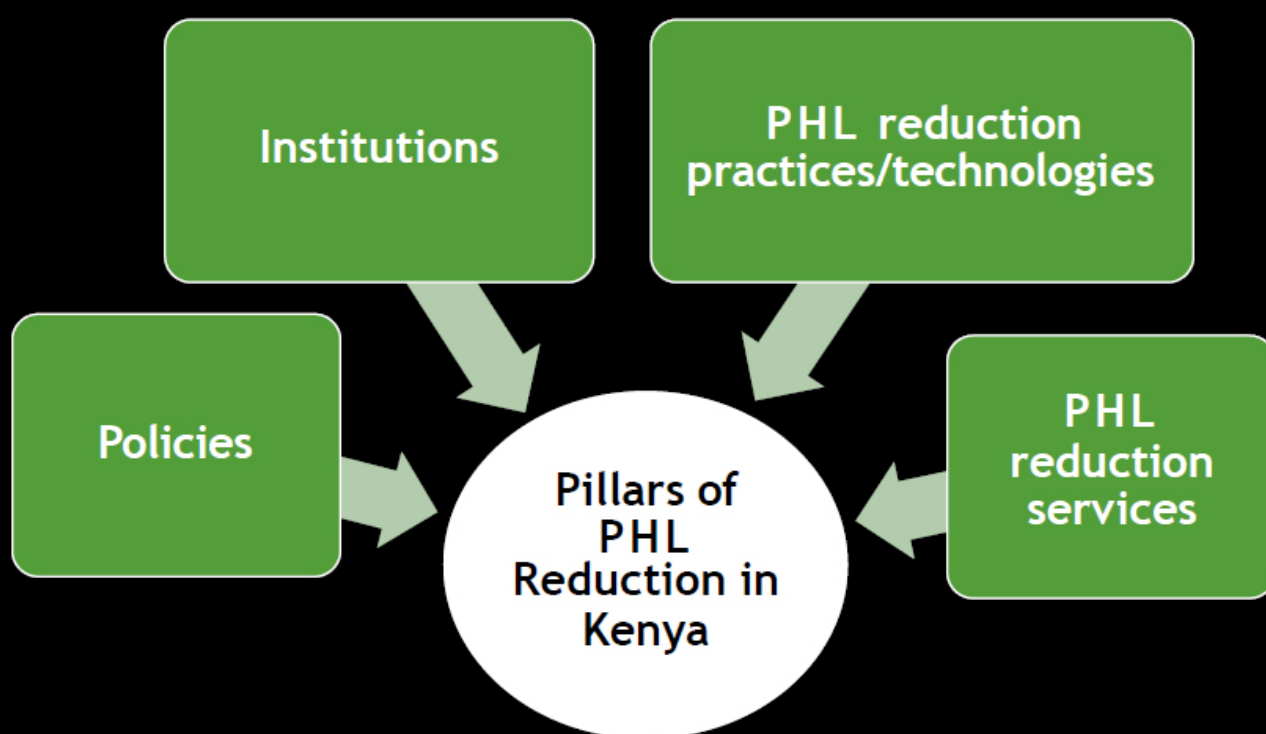 Institutions
PHL reduction
practices/technologies
Policies
PHL
reduction
services
Pillars of
PHL
Reduction in
Kenya